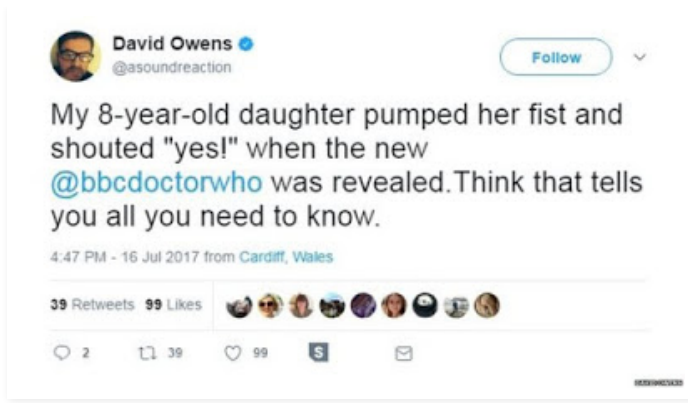 David Owens
@asoundreaction
Follow
My 8-year-old daughter pumped her fist and
shouted "yes!" when the new
@bbcdoctorwho was revealed.Think that tells
you all you need to know.
4:47 PM - 16 Jul 2017 from Cardiff, Wales
39 Retweets 99 Likes
2 39 99 S
DAVID OWENS